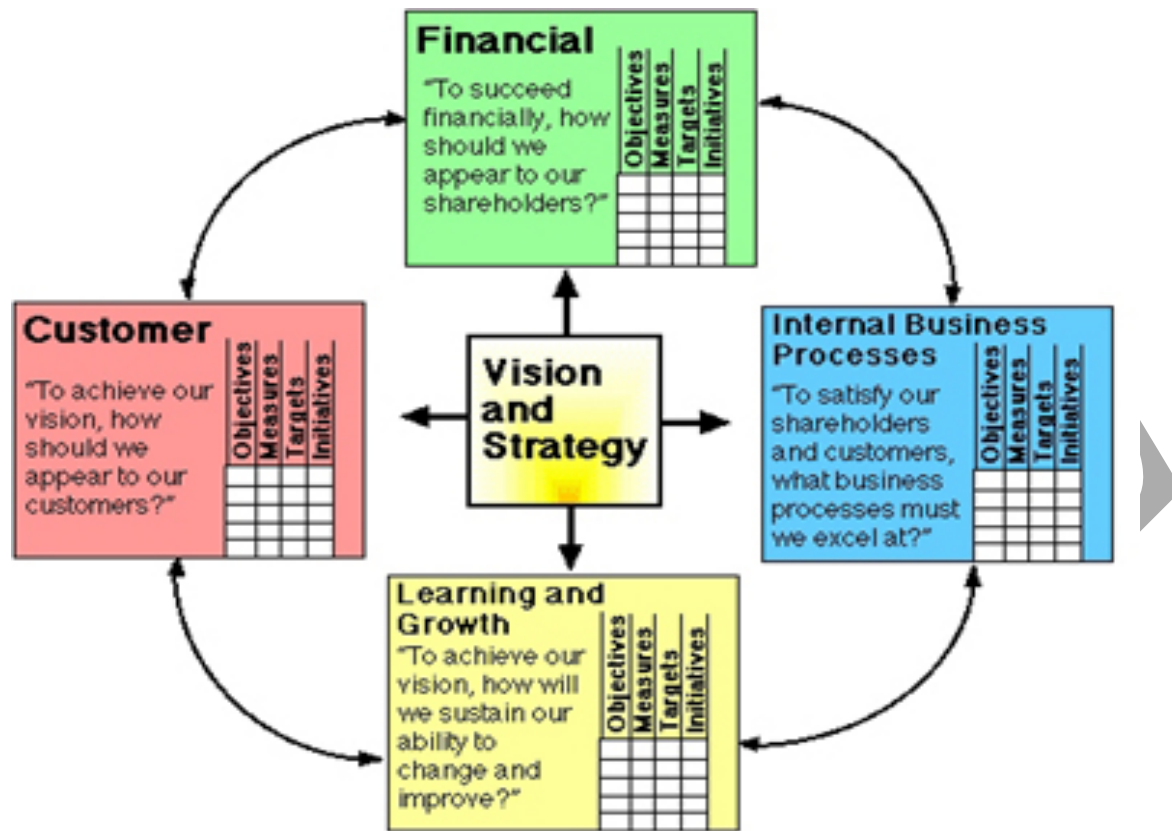 Financial
“To succeed
financially, how
should we
appear to our
shareholders?”
Objectives
Measures
Targets
Initiatives
Customer
“To achieve our
vision, how
should we
appear to our
customers?”
Objectives
Measures
Targets
Initiatives
Vision
and
Strategy
Internal Business
Processes
“To satisfy our
shareholders
and customers,
what business
processes must
we excel at?”
Objectives
Measures
Targets
Initiatives
Learning and
Growth
“To achieve our
vision, how will
we sustain our
ability to
change and
improve?”
Objectives
Measures
Targets
Initiatives